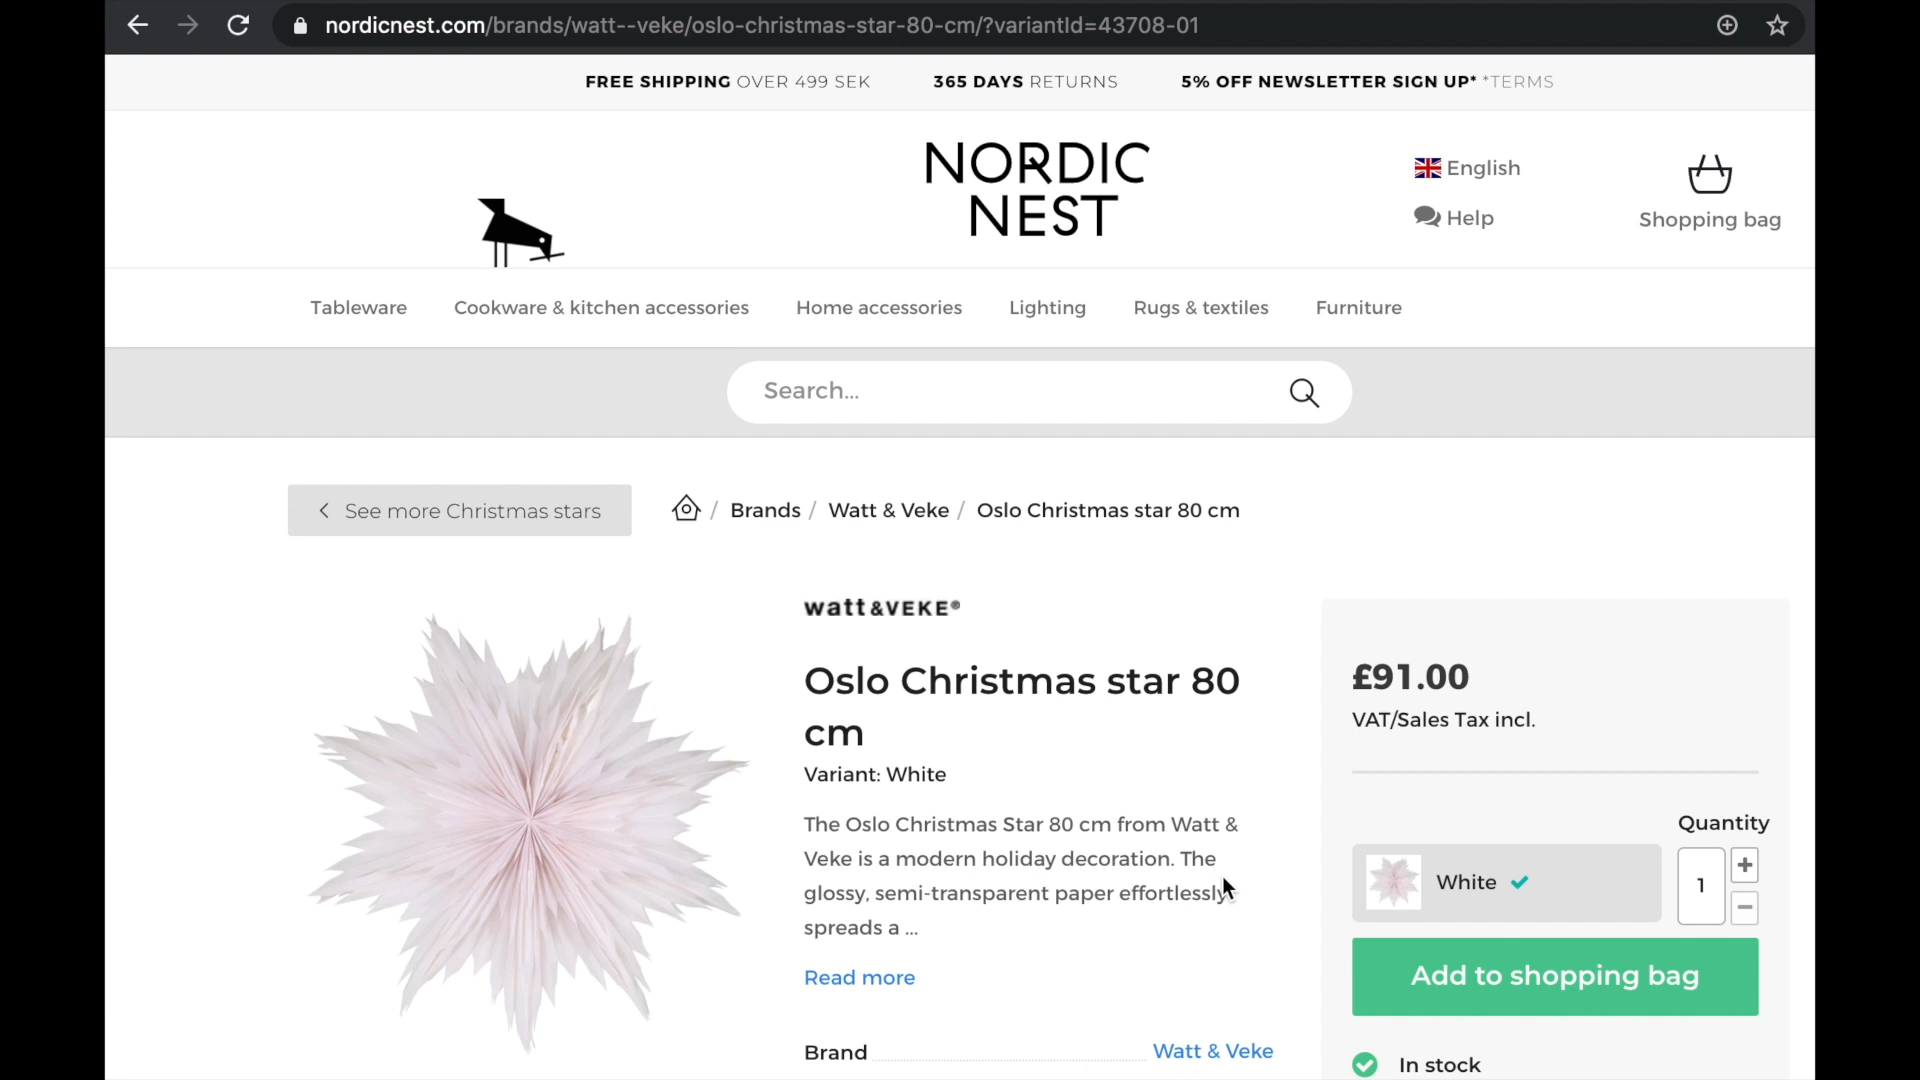 nordicnest.com/brands/watt--veke/oslo-christmas-star-80-cm/?variantId=43708-01
FREE SHIPPING OVER 499 SEK 365 DAYS RETURNS 5% OFF NEWSLETTER SIGN UP* *TERMS
NORDIC
NEST
English
Help
Shopping bag
Tableware Cookware & kitchen accessories Home accessories Lighting Rugs & textiles Furniture
Search...
See more Christmas stars
/ Brands / Watt & Veke / Oslo Christmas star 80 cm
watt&VEKE®
Oslo Christmas star 80
cm
Variant: White
The Oslo Christmas Star 80 cm from Watt &
Veke is a modern holiday decoration. The
glossy, semi-transparent paper effortlessly
spreads a ...
Read more
Brand Watt & Veke
£91.00
VAT/Sales Tax incl.
Quantity
White
1
Add to shopping bag
In stock